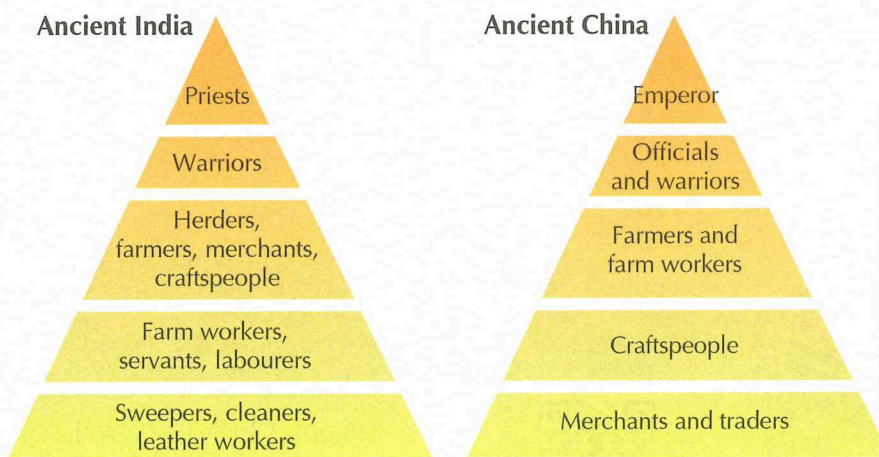 Ancient India
Priests
Warriors
Herders,
farmers, merchants,
craftspeople
Farm workers,
servants, labourers
Sweepers, cleaners,
leather workers
Ancient China
Emperor
Officials
and warriors
Farmers and
farm workers
Craftspeople
Merchants and traders